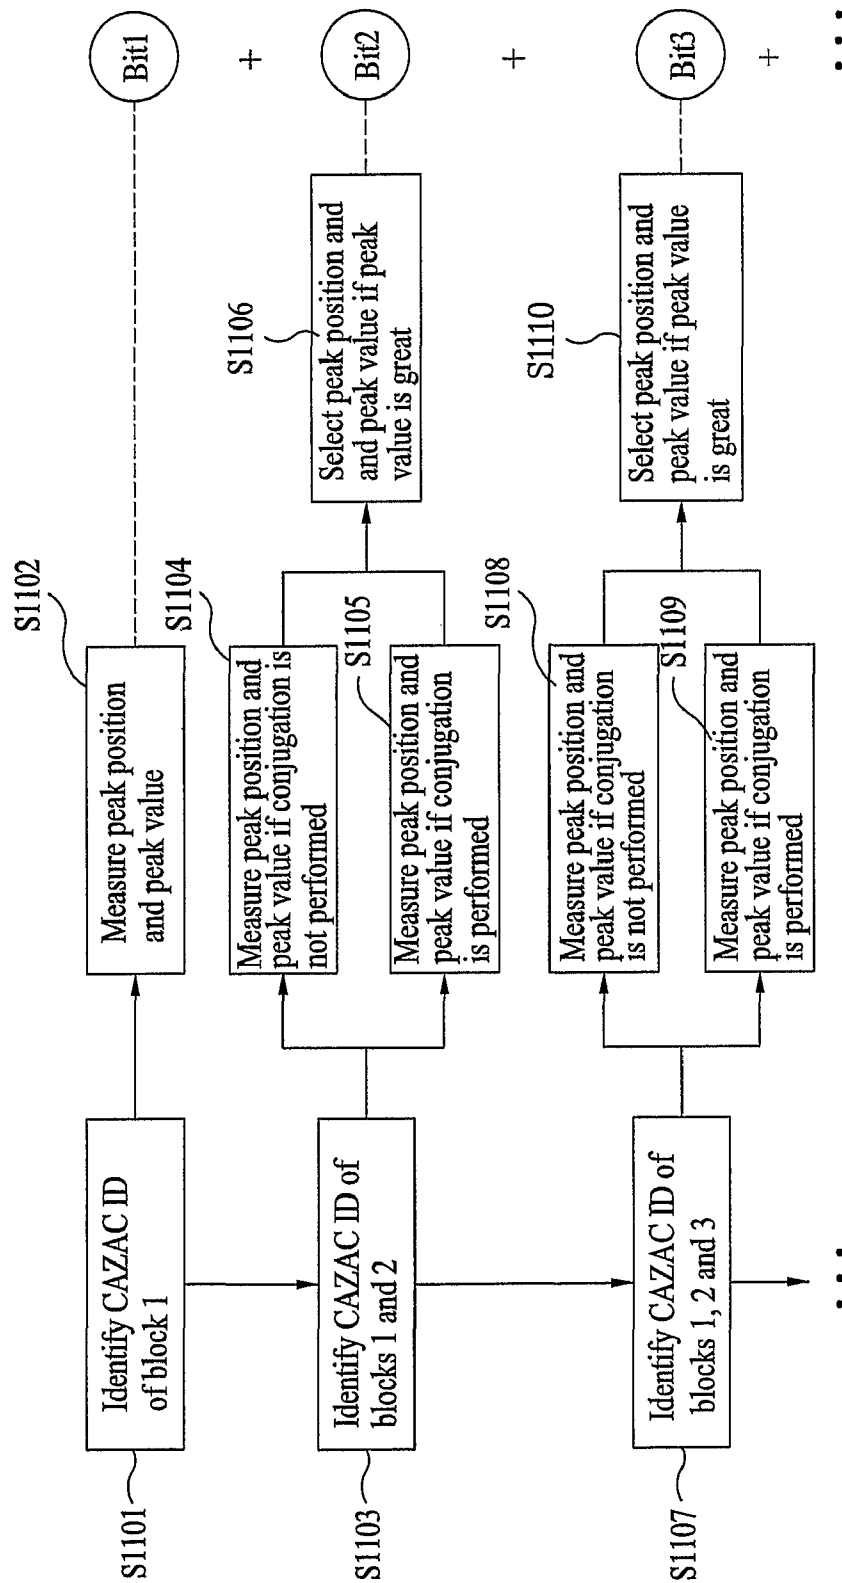 S1101
Identify CAZAC ID
of block 1
S1102
Measure peak position
and peak value
Bit1
+
S1103
Identify CAZAC ID of
blocks 1 and 2
S1104
Measure peak position and
peak value if conjugation is
not performed
S1105
Measure peak position and
peak value if conjugation
is performed
S1106
Select peak position and
and peak value if peak
value is great
Bit2
+
S1107
Identify CAZAC ID of
blocks 1, 2 and 3
S1108
Measure peak position and
peak value if conjugation
is not performed
S1109
Measure peak position and
peak value if conjugation
is performed
S1110
Select peak position and
peak value if peak value
is great
Bit3
+
...
...